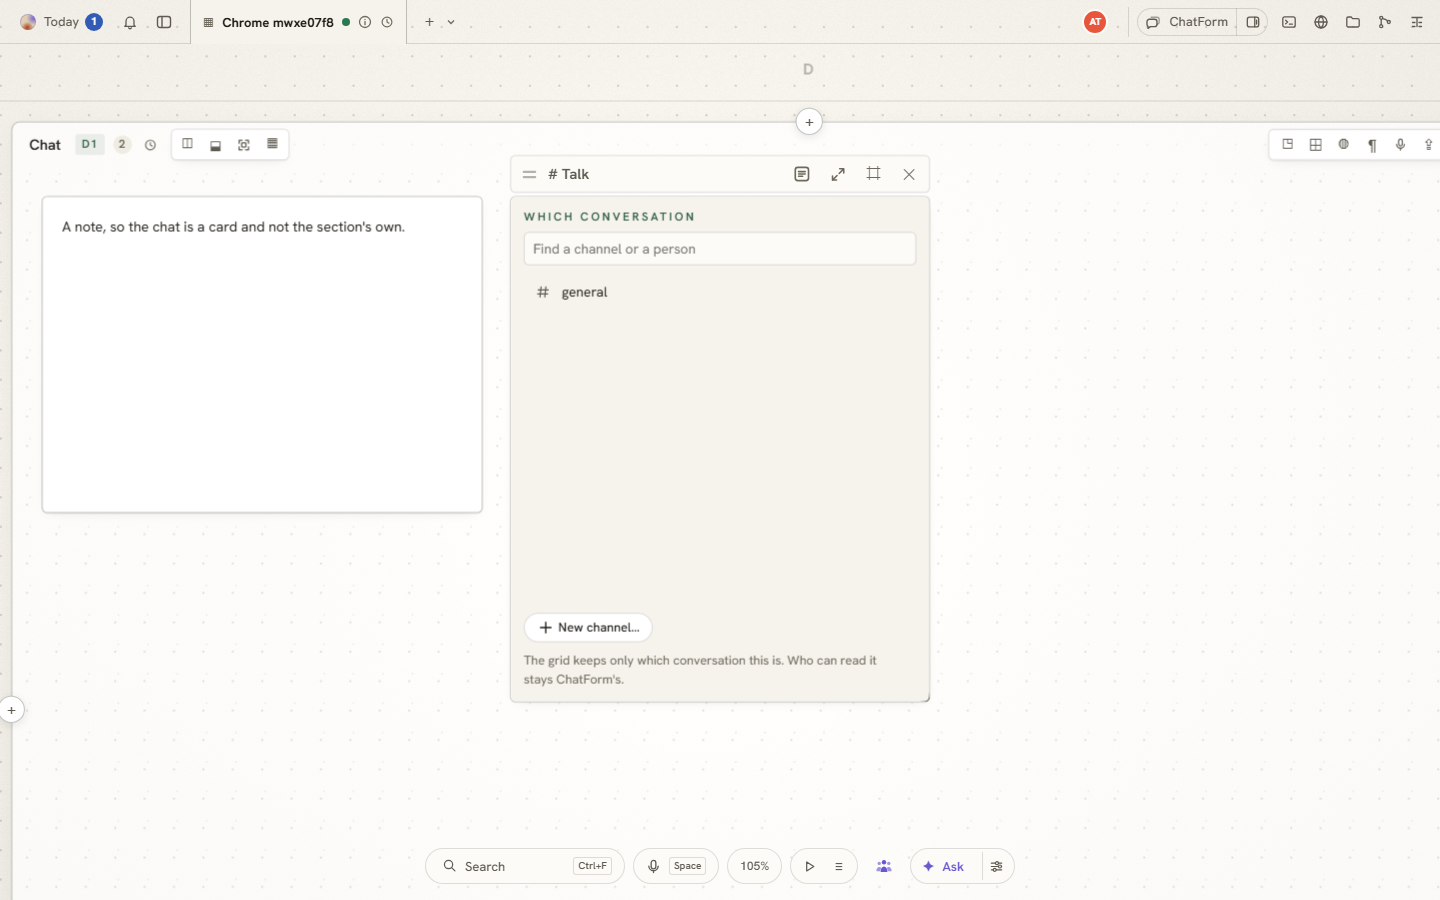 Today 1
Chrome mwxe07f8
AT
ChatForm
D
Chat D1 2
# Talk
A note, so the chat is a card and not the section's own.
WHICH CONVERSATION
Find a channel or a person
# general
+ New channel...
The grid keeps only which conversation this is. Who can read it
stays ChatForm's.
Search Ctrl+F
Space
105%
Ask